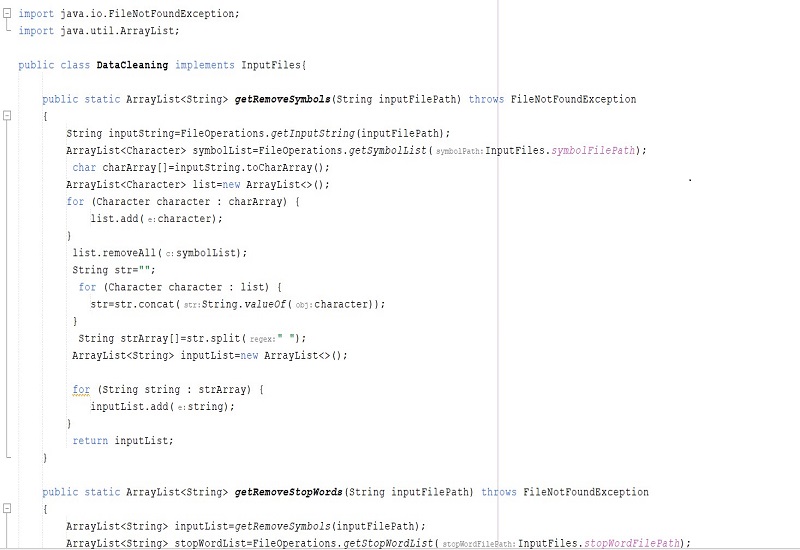 import java.io.FileNotFoundException;
import java.util.ArrayList;
public class DataCleaning implements InputFiles{
public static ArrayList<String> getRemoveSymbols(String inputFilePath) throws FileNotFoundException
{
String inputString=FileOperations.getInputString(inputFilePath);
ArrayList<Character> symbolList=FileOperations.getSymbolList( symbolPath: InputFiles.symbolFilePath);
char charArray[]=inputString.toCharArray();
ArrayList<Character> list=new ArrayList<>();
for (Character character : charArray) {
list.add( e: character);
}
list.removeAll( c: symbolList);
String str="";
for (Character character : list) {
str=str.concat( str: String.valueOf( obj: character));
}
String strArray[]=str.split( regex: " ");
ArrayList<String> inputList=new ArrayList<>();
for (String string : strArray) {
inputList.add( e: string);
}
return inputList;
}
public static ArrayList<String> getRemoveStopWords(String inputFilePath) throws FileNotFoundException
{
ArrayList<String> inputList=getRemoveSymbols(inputFilePath);
ArrayList<String> stopWordList=FileOperations.getStopWordList( stopWordFilePath: InputFiles.stopWordFilePath);